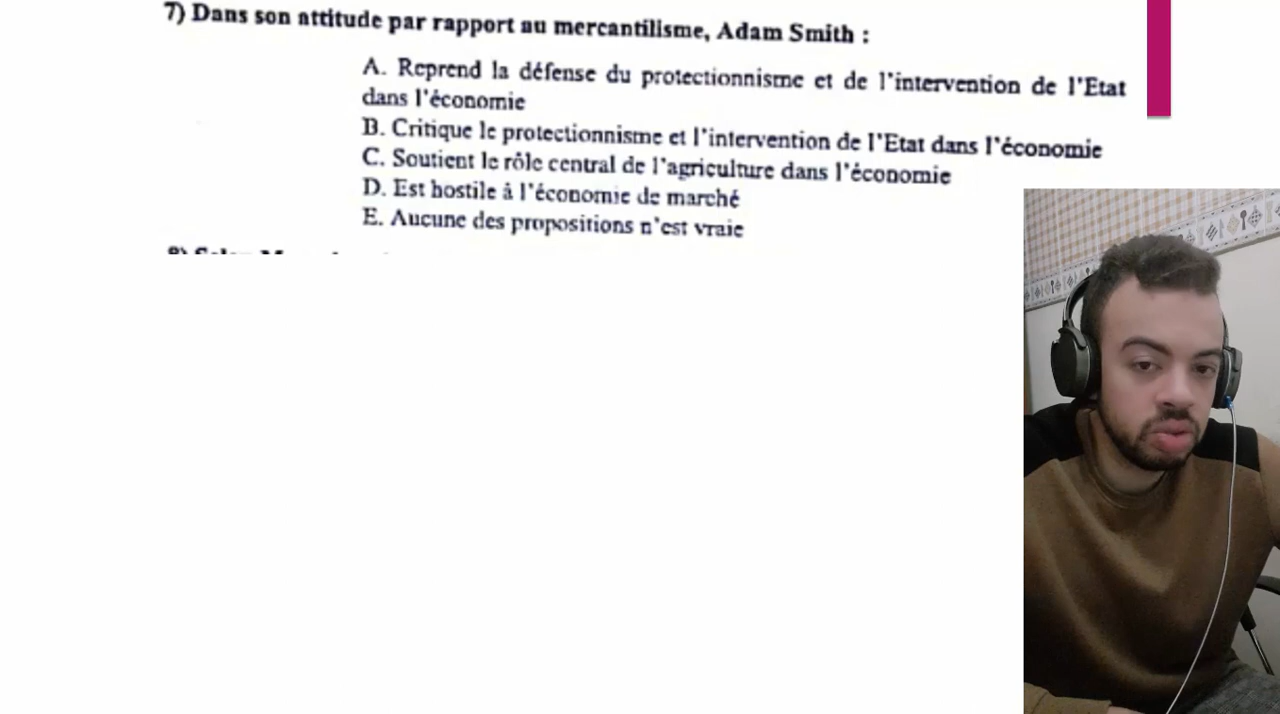 7) Dans son attitude par rapport au mercantilisme, Adam Smith :
A. Reprend la défense du protectionnisme et de l'intervention de l'Etat
dans l'économie
B. Critique le protectionnisme et l'intervention de l'Etat dans l'économie
C. Soutient le rôle central de l'agriculture dans l'économie
D. Est hostile à l'économie de marché
E. Aucune des propositions n'est vraie